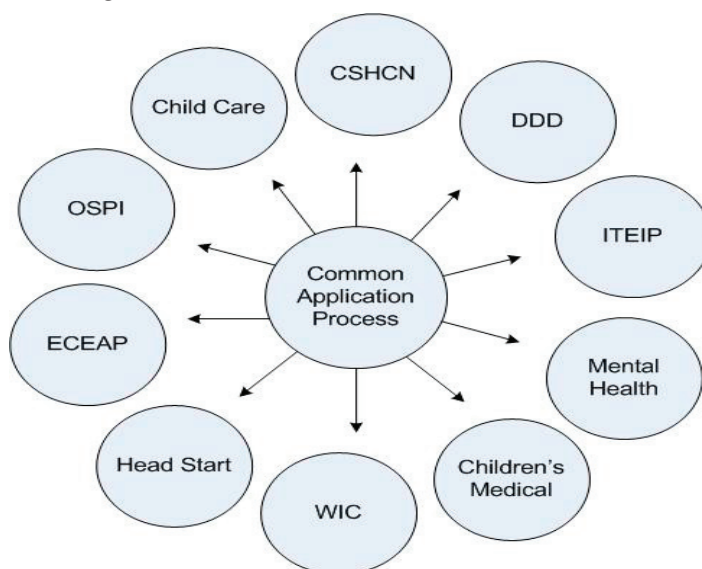 CSHCN
Child Care
DDD
OSPI
ITEIP
Common
Application
Process
ECEAP
Mental
Health
Head Start
Children's
Medical
WIC